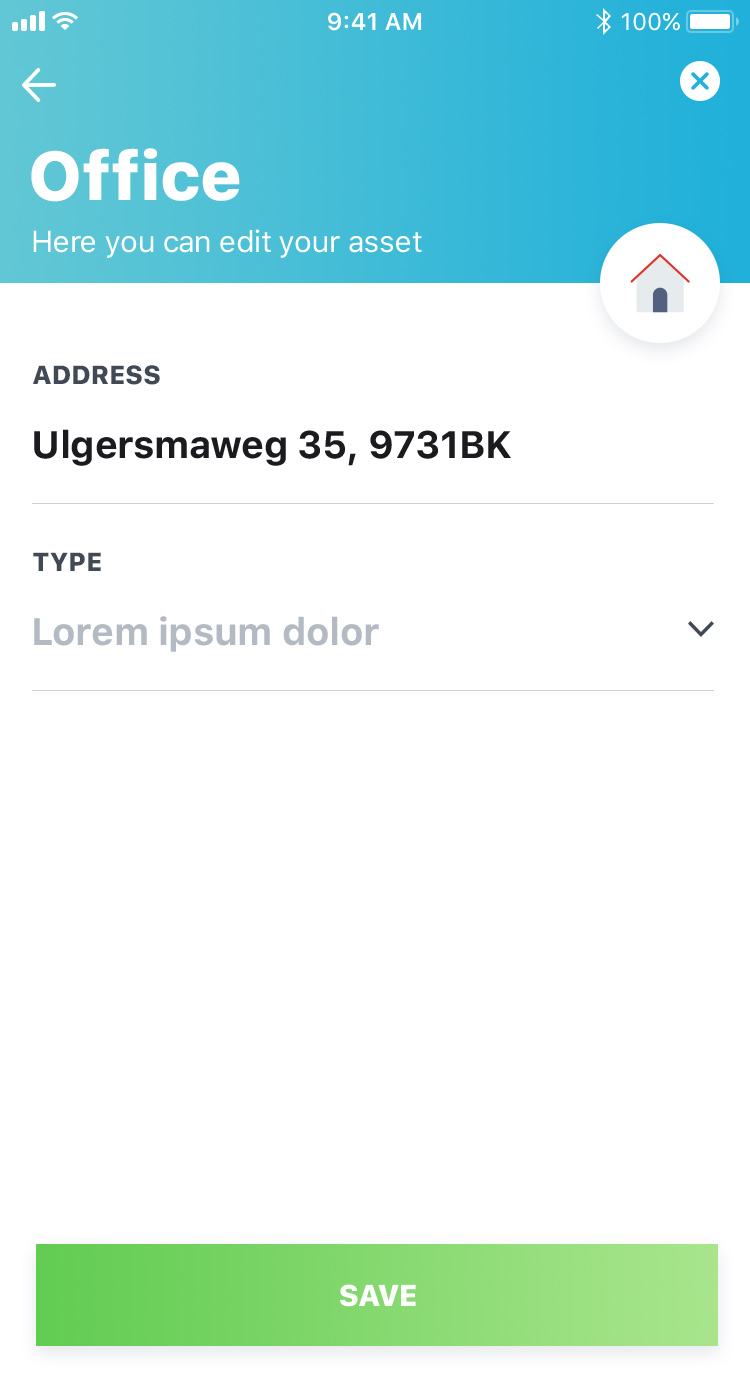 9:41 AM
100%
Office
Here you can edit your asset
ADDRESS
Ulgersmaweg 35, 9731BK
TYPE
Lorem ipsum dolor
SAVE